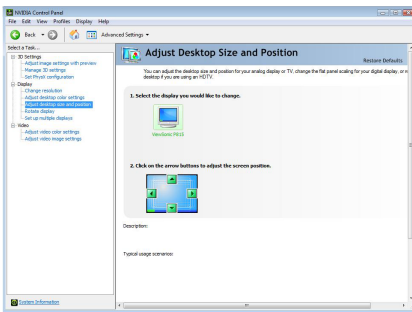 NVIDIA Control Panel
File Edit View Profiles Display Help
Back Advanced Settings
Select a Task...
3D Settings
Adjust image settings with preview
Manage 3D settings
Set PhysX configuration
Display
Change resolution
Adjust desktop color settings
Adjust desktop size and position
Rotate display
Set up multiple displays
Video
Adjust video color settings
Adjust video image settings
System Information
Adjust Desktop Size and Position
Restore Defaults
You can adjust the desktop size and position for your analog display or TV, change the flat panel scaling for your digital display, or
desktop if you are using an HDTV.
1. Select the display you would like to change.
ViewSonic
2. Click on the arrow buttons to adjust the screen position.
Description:
Typical usage scenarios: